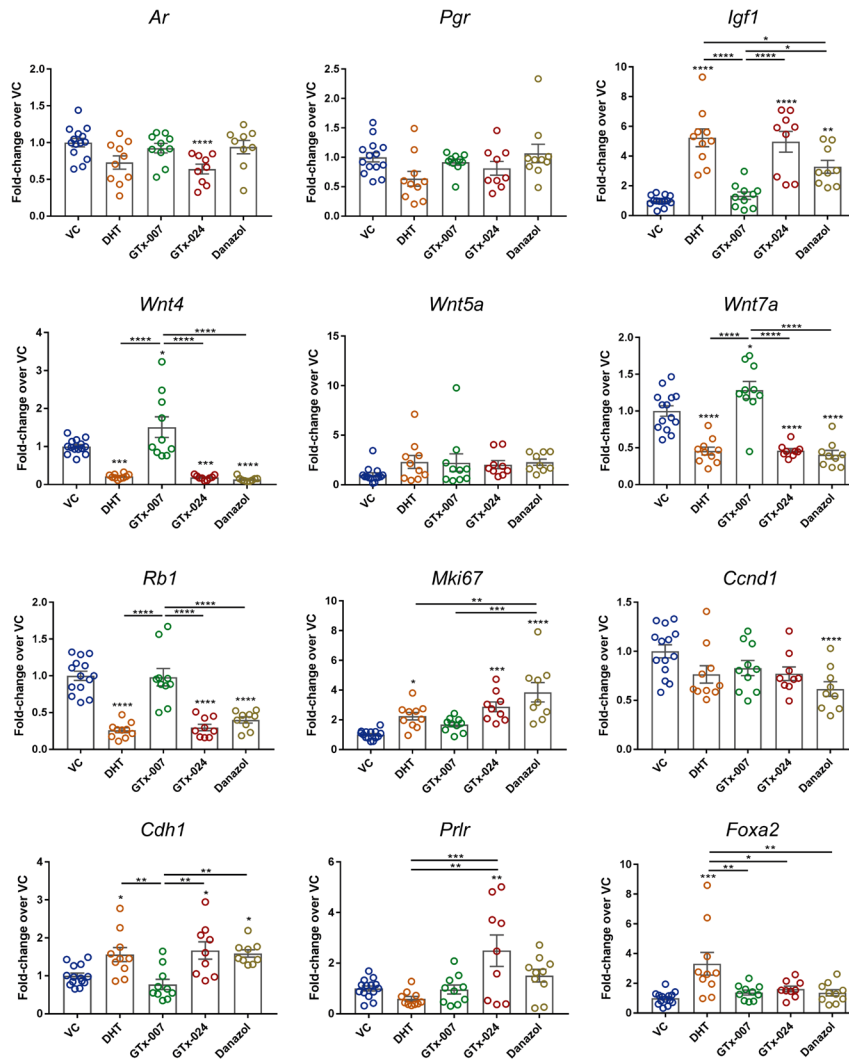 Ar
Pgr
Igf1
Fold-change over VC
2.0
1.5
1.0
0.5
0.0
****
VC
DHT
GTx-007
GTx-024
Danazol
Fold-change over VC
2.5
2.0
1.5
1.0
0.5
0.0
VC
DHT
GTx-007
GTx-024
Danazol
Fold-change over VC
10
8
6
4
2
0
*
*
**** ****
****
****
**
VC
DHT
GTx-007
GTx-024
Danazol
Wnt4
Wnt5a
Wnt7a
Fold-change over VC
4
3
2
1
0
****
**** ****
*
***
***
****
VC
DHT
GTx-007
GTx-024
Danazol
Fold-change over VC
15
10
5
0
VC
DHT
GTx-007
GTx-024
Danazol
Fold-change over VC
2.0
1.5
1.0
0.5
0.0
****
**** ****
*
****
****
****
VC
DHT
GTx-007
GTx-024
Danazol
Rb1
Mki67
Ccnd1
Fold-change over VC
2.0
1.5
1.0
0.5
0.0
****
**** ****
****
****
****
VC
DHT
GTx-007
GTx-024
Danazol
Fold-change over VC
10
8
6
4
2
0
**
***
*
***
****
VC
DHT
GTx-007
GTx-024
Danazol
Fold-change over VC
1.5
1.0
0.5
0.0
****
VC
DHT
GTx-007
GTx-024
Danazol
Cdh1
Prlr
Foxa2
Fold-change over VC
4
3
2
1
0
**
** **
*
*
*
VC
DHT
GTx-007
GTx-024
Danazol
Fold-change over VC
6
4
2
0
***
**
**
VC
DHT
GTx-007
GTx-024
Danazol
Fold-change over VC
10
8
6
4
2
0
**
*
**
***
VC
DHT
GTx-007
GTx-024
Danazol